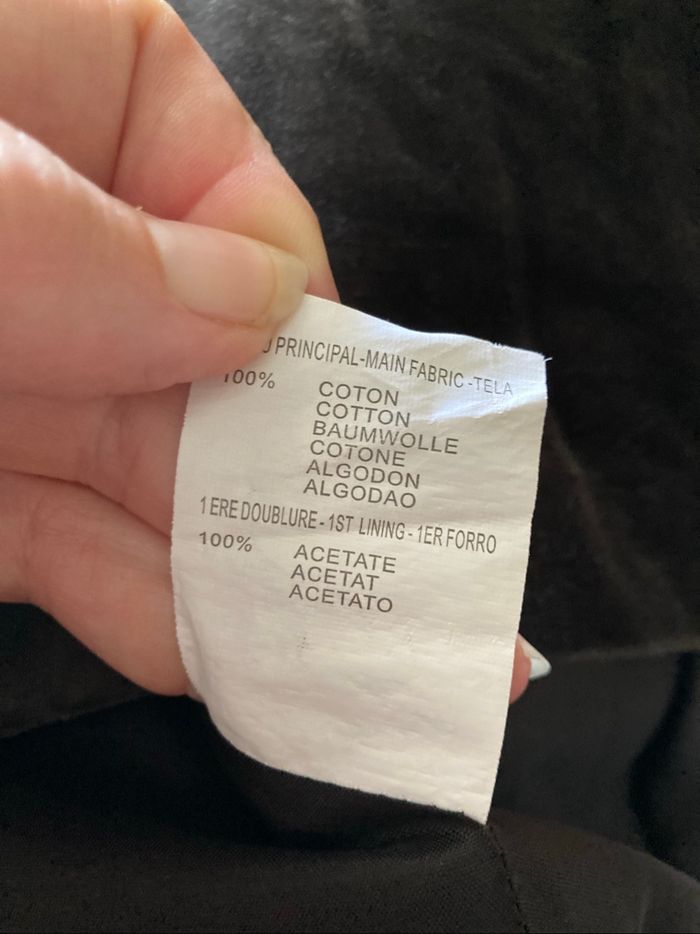 PRINCIPAL-MAIN FABRIC-TELA
100% COTON
COTTON
BAUMWOLLE
COTONE
ALGODON
ALGODAO
1 ERE DOUBLURE - 1ST LINING - 1ER FORRO
100% ACETATE
ACETAT
ACETATO